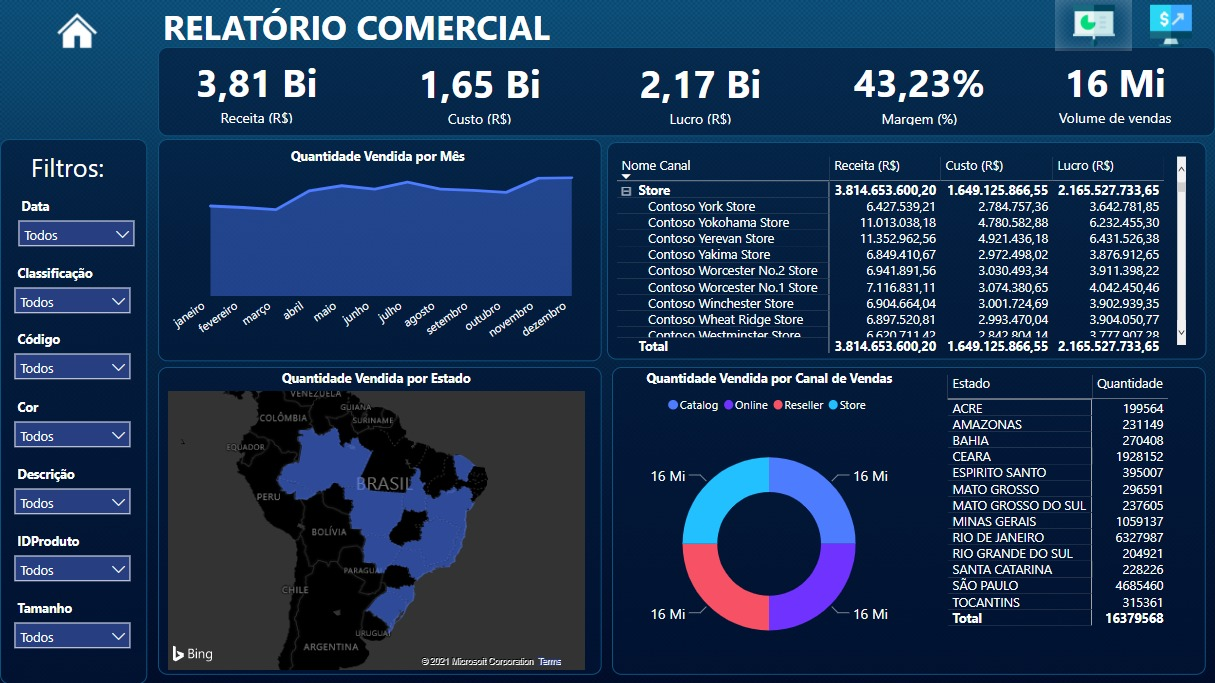 RELATÓRIO COMERCIAL
3,81 Bi
Receita (R$)
1,65 Bi
Custo (R$)
2,17 Bi
Lucro (R$)
43,23%
Margem (%)
16 Mi
Volume de vendas
Filtros:
Data
Todos
Classificação
Todos
Código
Todos
Cor
Todos
Descrição
Todos
IDProduto
Todos
Tamanho
Todos
Quantidade Vendida por Mês
janeiro fevereiro março abril maio junho julho agosto setembro outubro novembro dezembro
Nome Canal Receita (R$) Custo (R$) Lucro (R$)
Store 3.814.653.600,20 1.649.125.866,55 2.165.527.733,65
Contoso York Store 6.427.539,21 2.784.757,36 3.642.781,85
Contoso Yokohama Store 11.013.038,18 4.780.582,88 6.232.455,30
Contoso Yerevan Store 11.352.962,56 4.921.436,18 6.431.526,38
Contoso Yakima Store 6.849.410,67 2.972.498,02 3.876.912,65
Contoso Worcester No.2 Store 6.941.891,56 3.030.493,34 3.911.398,22
Contoso Worcester No.1 Store 7.116.831,11 3.074.380,65 4.042.450,46
Contoso Winchester Store 6.904.664,04 3.001.724,69 3.902.939,35
Contoso Wheat Ridge Store 6.897.520,81 2.993.470,04 3.904.050,77
Contoso Westminster Store 6.620.711,42 2.842.804,14 3.777.907,28
Total 3.814.653.600,20 1.649.125.866,55 2.165.527.733,65
Quantidade Vendida por Estado
VENEZUELA
GUIANA
COLÔMBIA
SURINAME
EQUADOR
BRASIL
PERU
BOLÍVIA
PARAGUAI
CHILE
URUGUAI
ARGENTINA
Bing
© 2021 Microsoft Corporation Terms
Quantidade Vendida por Canal de Vendas
Catalog Online Reseller Store
16 Mi 16 Mi
16 Mi 16 Mi
Estado Quantidade
ACRE 199564
AMAZONAS 231149
BAHIA 270408
CEARA 1928152
ESPIRITO SANTO 395007
MATO GROSSO 296591
MATO GROSSO DO SUL 237605
MINAS GERAIS 1059137
RIO DE JANEIRO 6327987
RIO GRANDE DO SUL 204921
SANTA CATARINA 228226
SÃO PAULO 4685460
TOCANTINS 315361
Total 16379568